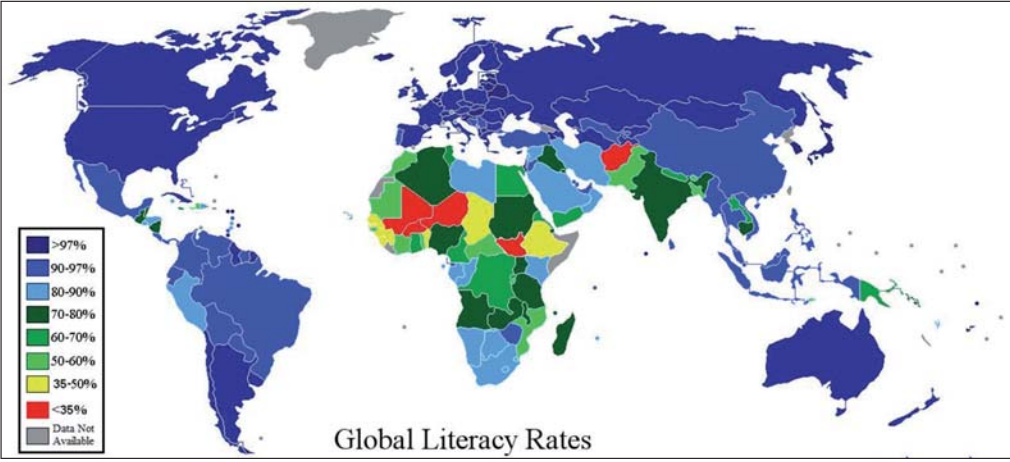 >97%
90-97%
80-90%
70-80%
60-70%
50-60%
35-50%
<35%
Data Not
Available
Global Literacy Rates